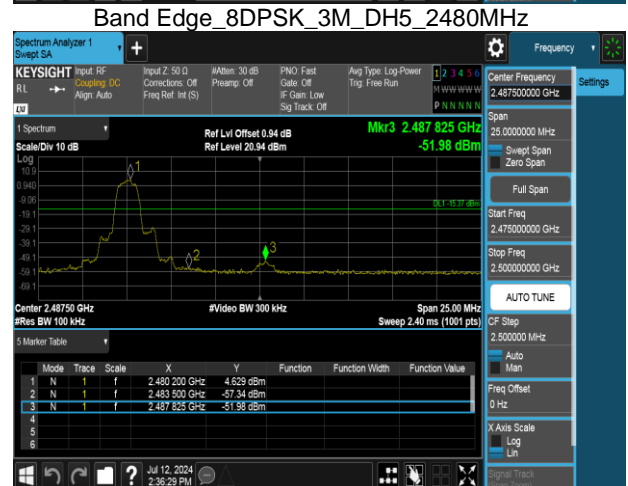 Band Edge_8DPSK_3M_DH5_2480MHz
Spectrum Analyzer 1
Swept SA
Frequency
KEYSIGHT
RL
LXI
Input: RF
Coupling: DC
Align: Auto
Input Z: 50 Ω
Corrections: Off
Freq Ref: Int (S)
#Atten: 30 dB
Preamp: Off
PNO: Fast
Gate: Off
IF Gain: Low
Sig Track: Off
Avg Type: Log-Power
Trig: Free Run
1 2 3 4 5 6
M W W W W W
P N N N N N
Center Frequency
2.487500000 GHz
Settings
Span
25.0000000 MHz
Swept Span
Zero Span
Full Span
Start Freq
2.475000000 GHz
Stop Freq
2.500000000 GHz
AUTO TUNE
CF Step
2.500000 MHz
Auto
Man
Freq Offset
0 Hz
X Axis Scale
Log
Lin
Signal Track
1 Spectrum
Scale/Div 10 dB
Ref Lvl Offset 0.94 dB
Ref Level 20.94 dBm
Mkr3 2.487 825 GHz
-51.98 dBm
Log
10.9
0.940
-9.06
-19.1
-29.1
-39.1
-49.1
-59.1
-69.1
1
2
3
DL1 -15.37 dBm
Center 2.48750 GHz
#Res BW 100 kHz
#Video BW 300 kHz
Span 25.00 MHz
Sweep 2.40 ms (1001 pts)
5 Marker Table
Mode Trace Scale X Y Function Function Width Function Value
1 N 1 f 2.480 200 GHz 4.629 dBm
2 N 1 f 2.483 500 GHz -57.34 dBm
3 N 1 f 2.487 825 GHz -51.98 dBm
4
5
6
?
Jul 12, 2024
2:36:29 PM